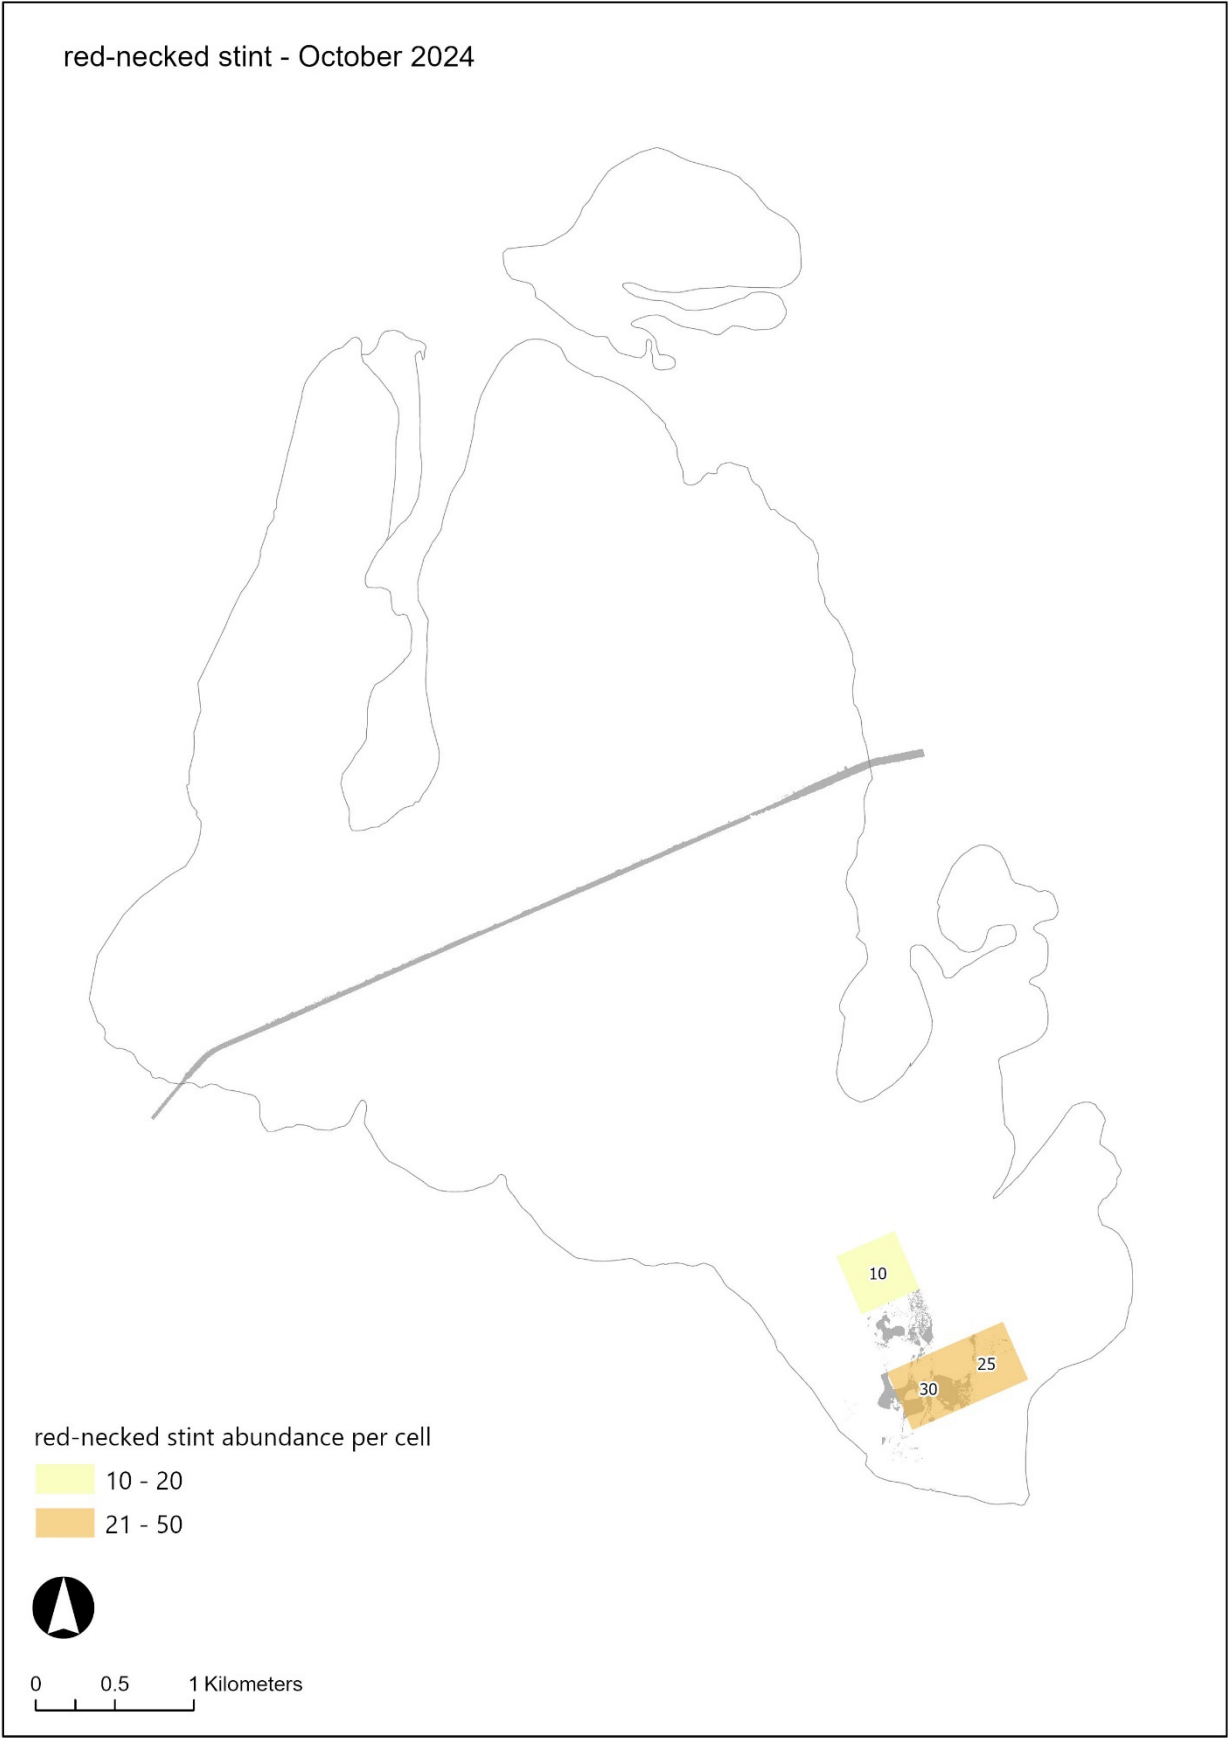 red-necked stint - October 2024
10
25
30
red-necked stint abundance per cell
10 - 20
21 - 50
0 0.5 1 Kilometers